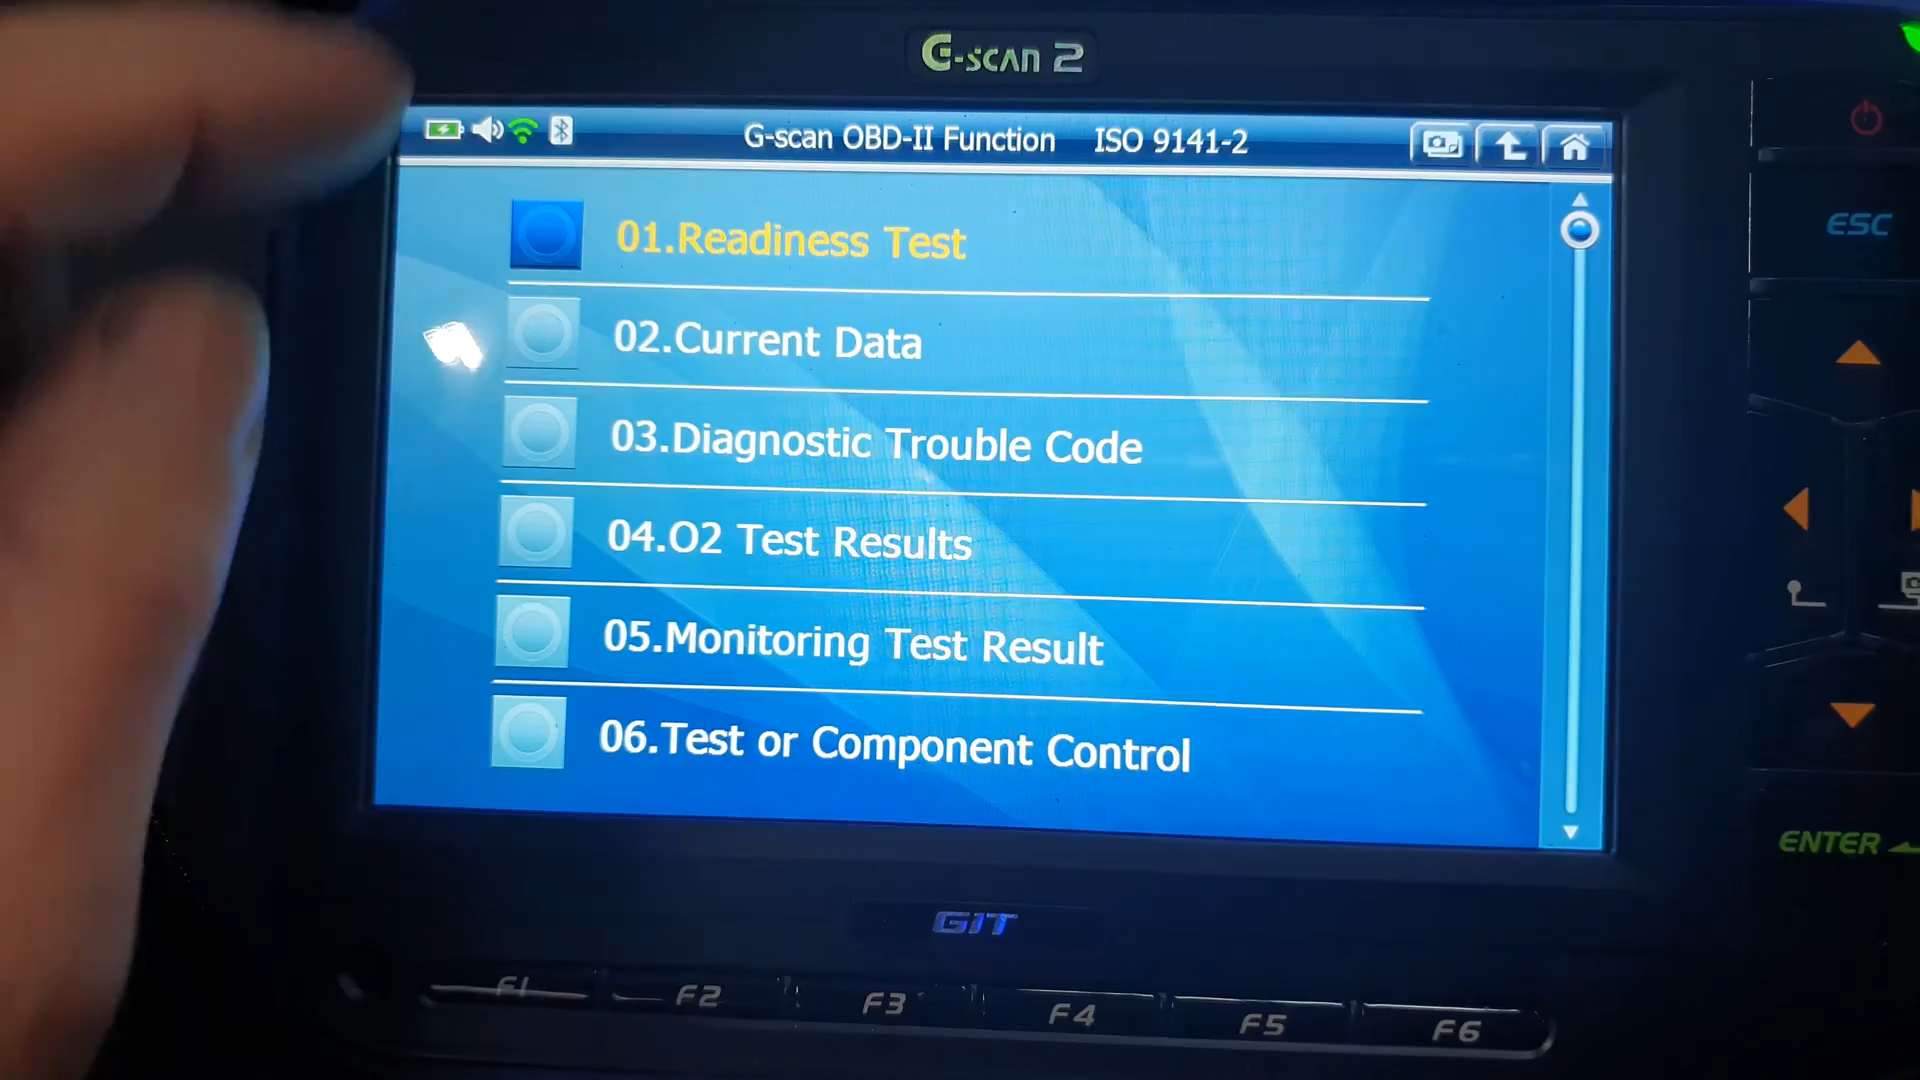 G-scan 2
G-scan OBD-II Function ISO 9141-2
01.Readiness Test
02.Current Data
03.Diagnostic Trouble Code
04.O2 Test Results
05.Monitoring Test Result
06.Test or Component Control
ESC
ENTER
GIT
F1 F2 F3 F4 F5 F6